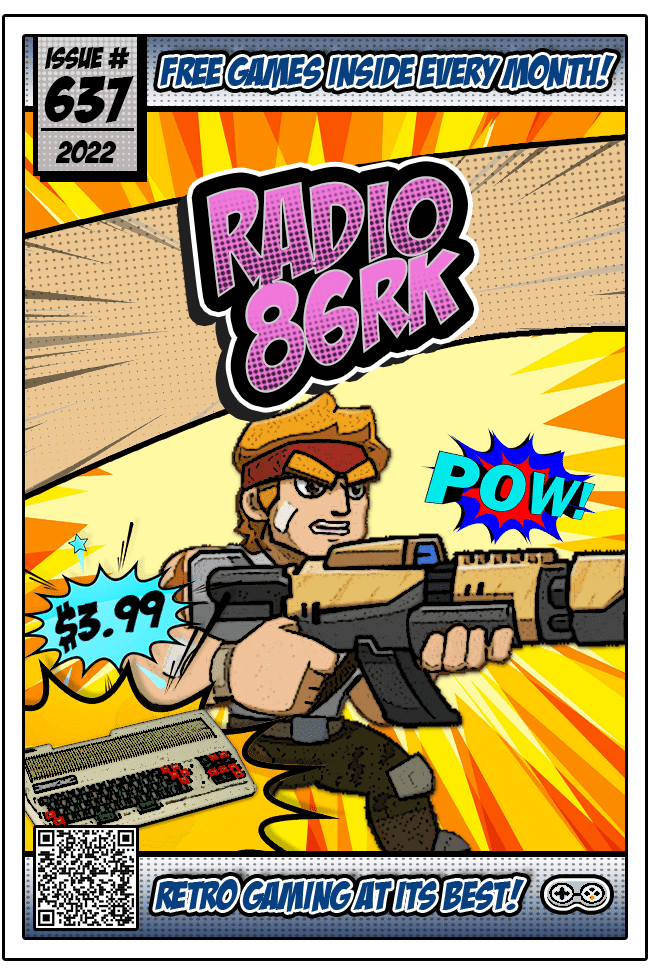 ISSUE #
637
2022
FREE GAMES INSIDE EVERY MONTH!
RADIO
86RK
POW!
$3.99
RETRO GAMING AT ITS BEST!